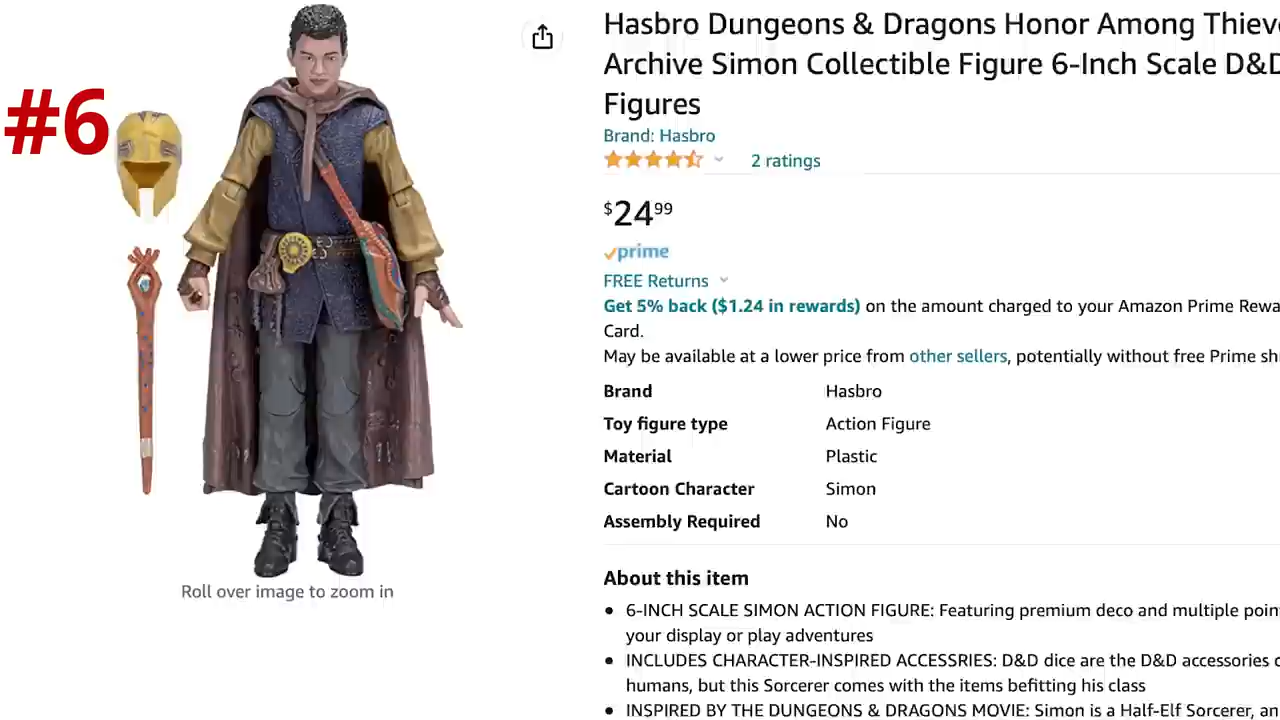 #6
Hasbro Dungeons & Dragons Honor Among Thieve
Archive Simon Collectible Figure 6-Inch Scale D&D
Figures
Brand: Hasbro
2 ratings
$24 99
prime
FREE Returns
Get 5% back ($1.24 in rewards) on the amount charged to your Amazon Prime Rewa
Card.
May be available at a lower price from other sellers, potentially without free Prime sh
Brand Hasbro
Toy figure type Action Figure
Material Plastic
Cartoon Character Simon
Assembly Required No
About this item
6-INCH SCALE SIMON ACTION FIGURE: Featuring premium deco and multiple poin
your display or play adventures
INCLUDES CHARACTER-INSPIRED ACCESSRIES: D&D dice are the D&D accessories
humans, but this Sorcerer comes with the items befitting his class
INSPIRED BY THE DUNGEONS & DRAGONS MOVIE: Simon is a Half-Elf Sorcerer, an
Roll over image to zoom in